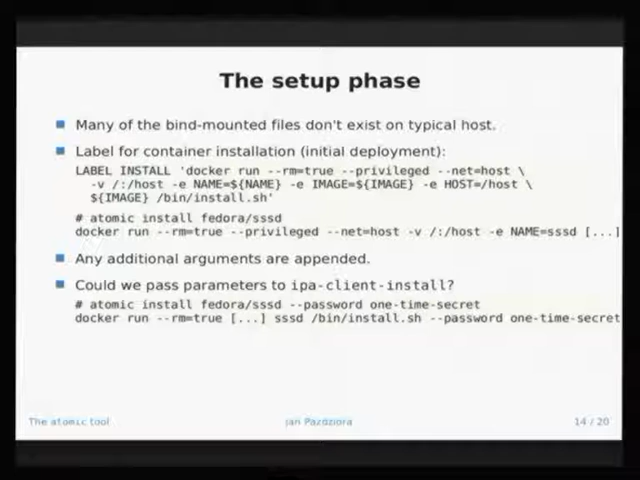 The setup phase
Many of the bind-mounted files don't exist on typical host.
Label for container installation (initial deployment):
LABEL INSTALL 'docker run --rm=true --privileged --net=host \
-v /:/host -e NAME=${NAME} -e IMAGE=${IMAGE} -e HOST=/host \
${IMAGE} /bin/install.sh'
# atomic install fedora/sssd
docker run --rm=true --privileged --net=host -v /:/host -e NAME=sssd [...]
Any additional arguments are appended.
Could we pass parameters to ipa-client-install?
# atomic install fedora/sssd --password one-time-secret
docker run --rm=true [...] sssd /bin/install.sh --password one-time-secret
The atomic tool
Jan Pazdziora
14 / 20